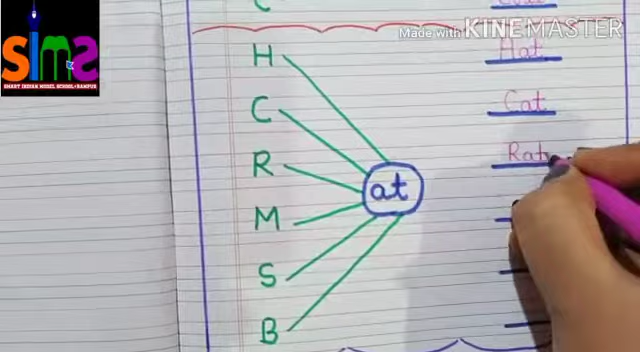 C
Made with KINEMASTER
SIMS
SMART INDIAN MODEL SCHOOL-RAMPUR
H
Hat
C
Cat
R
Rat
at
M
S
B